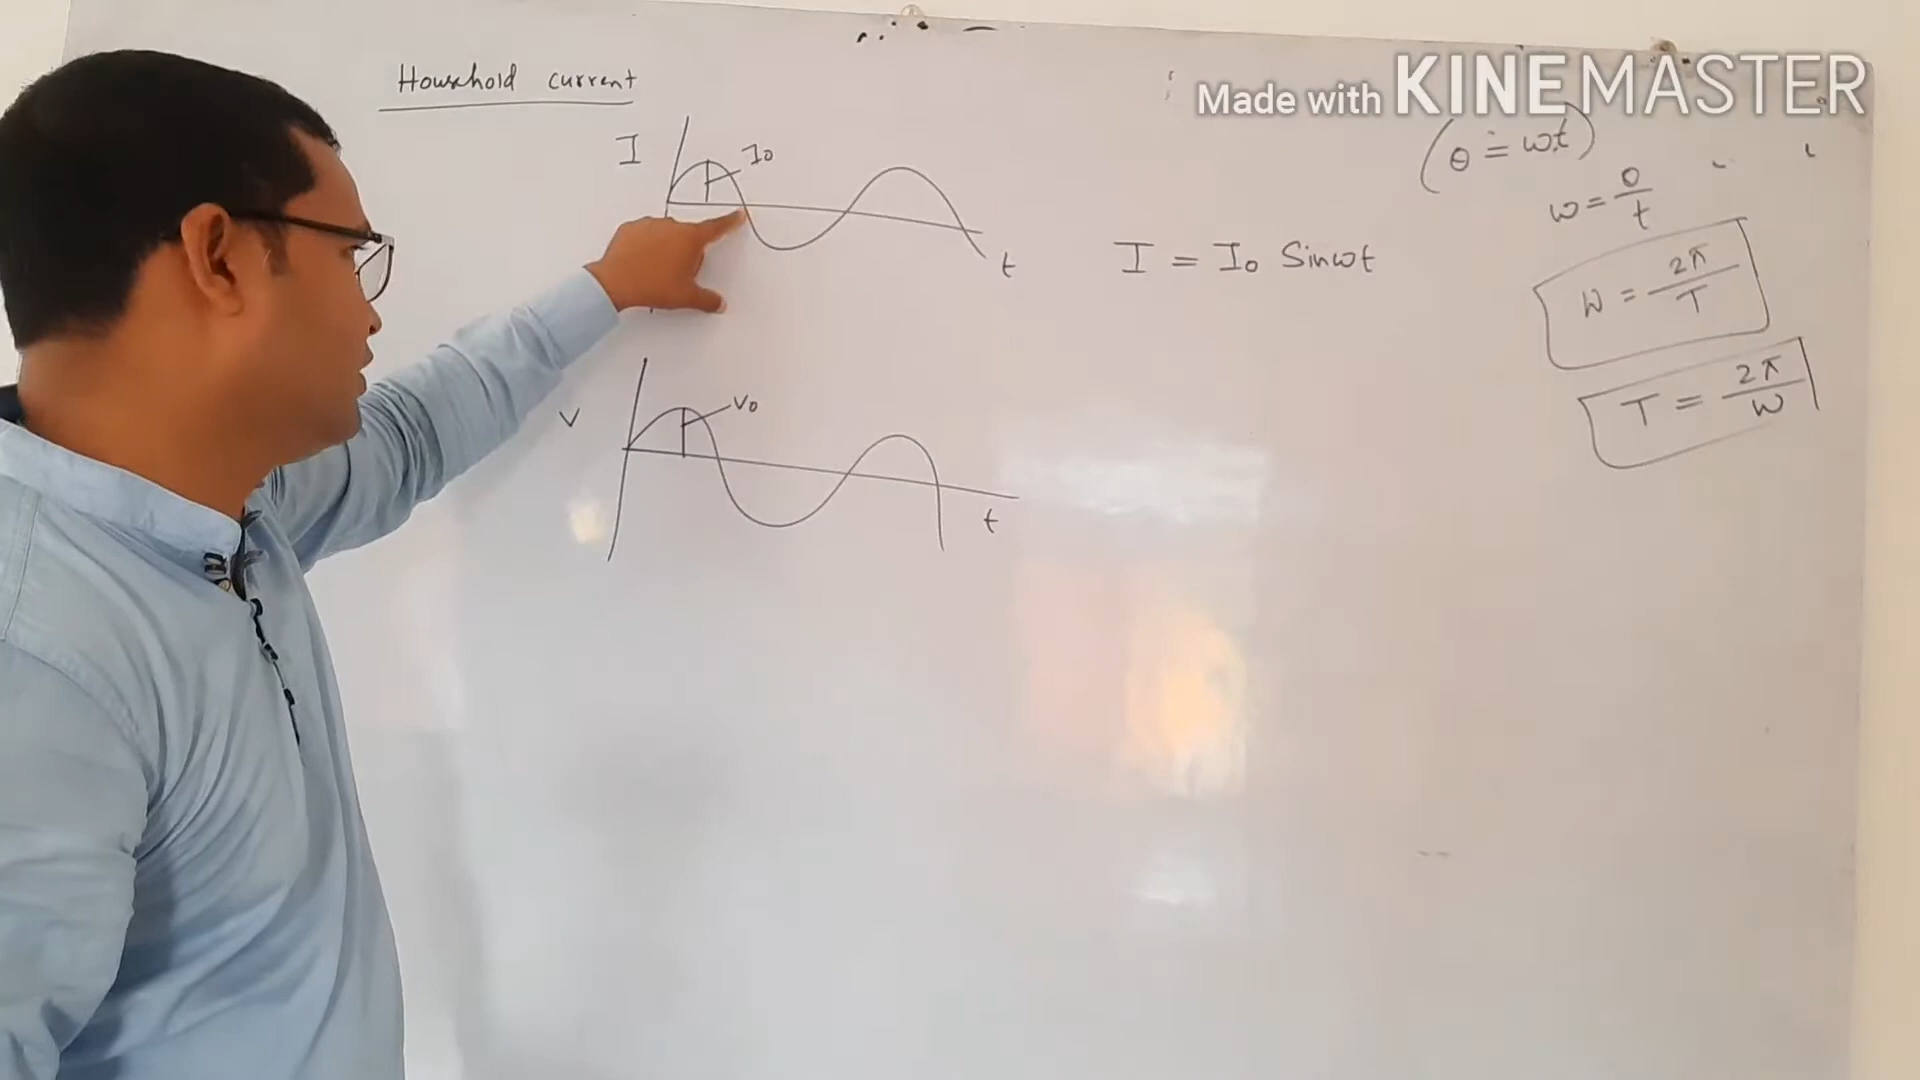 Made with KINEMASTER
Household current
I
I₀
t
I = I₀ Sinωt
V
V₀
t
(θ = ωt)
ω = θ/t
ω = 2π/T
T = 2π/ω